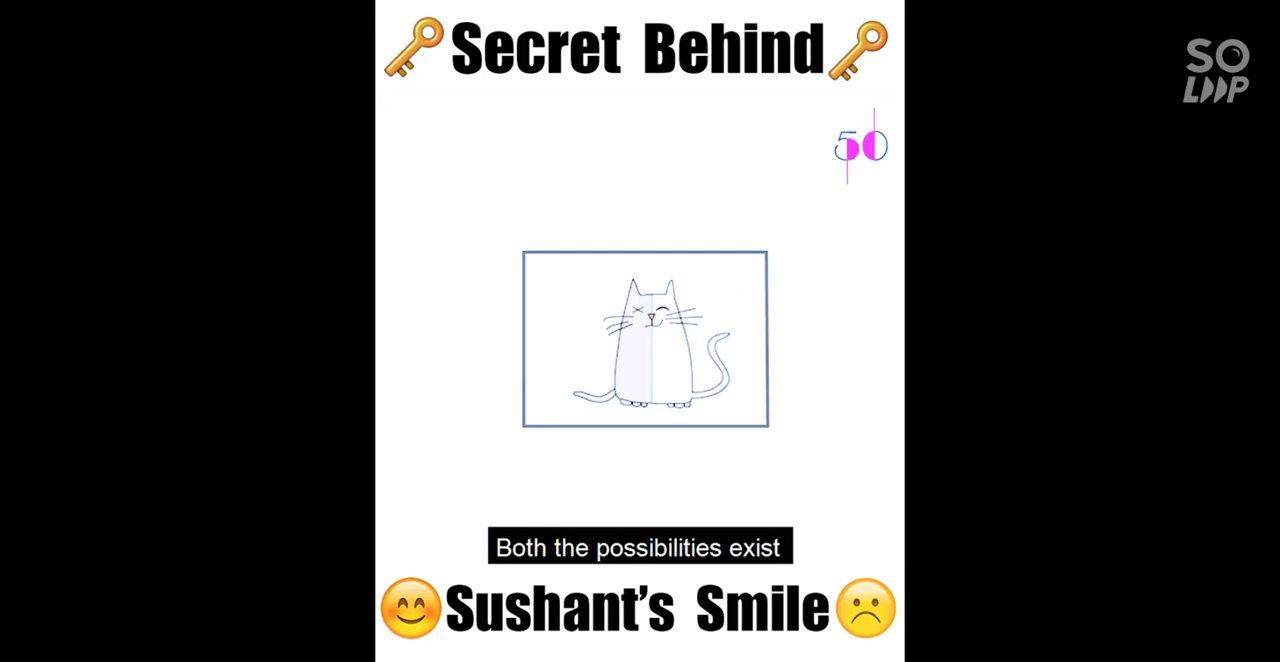 Secret Behind
SO
LOOP
50
Both the possibilities exist
Sushant's Smile